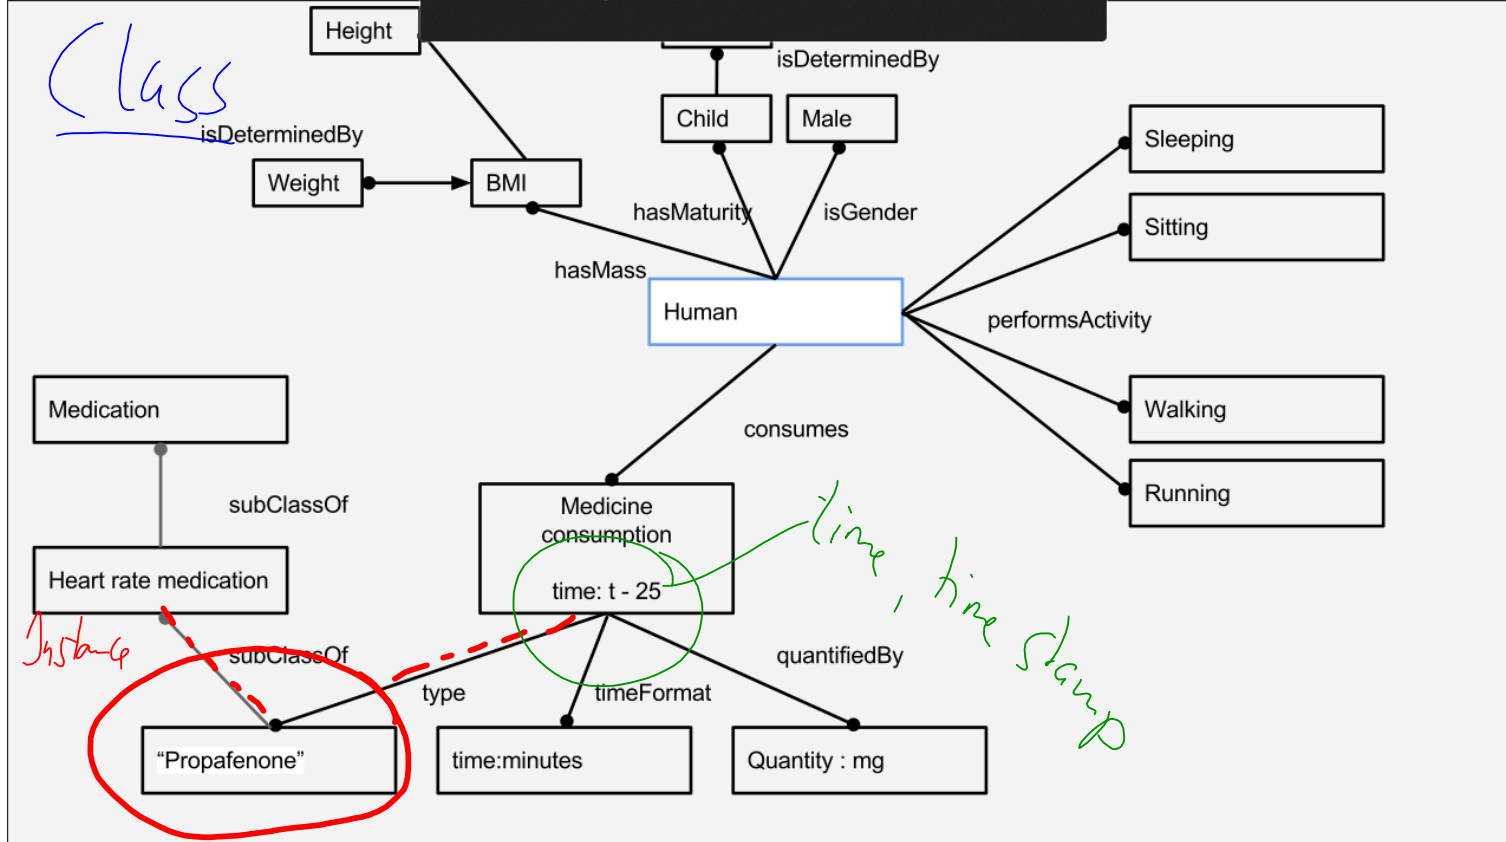 Height
Class
isDeterminedBy
isDeterminedBy
Child
Male
Sleeping
Weight
BMI
hasMaturity
isGender
Sitting
hasMass
Human
performsActivity
Medication
Walking
consumes
subClassOf
Medicine
consumption
time: t - 25
time, time stamp
Running
Heart rate medication
Instance
subClassOf
type
timeFormat
quantifiedBy
“Propafenone”
time:minutes
Quantity : mg